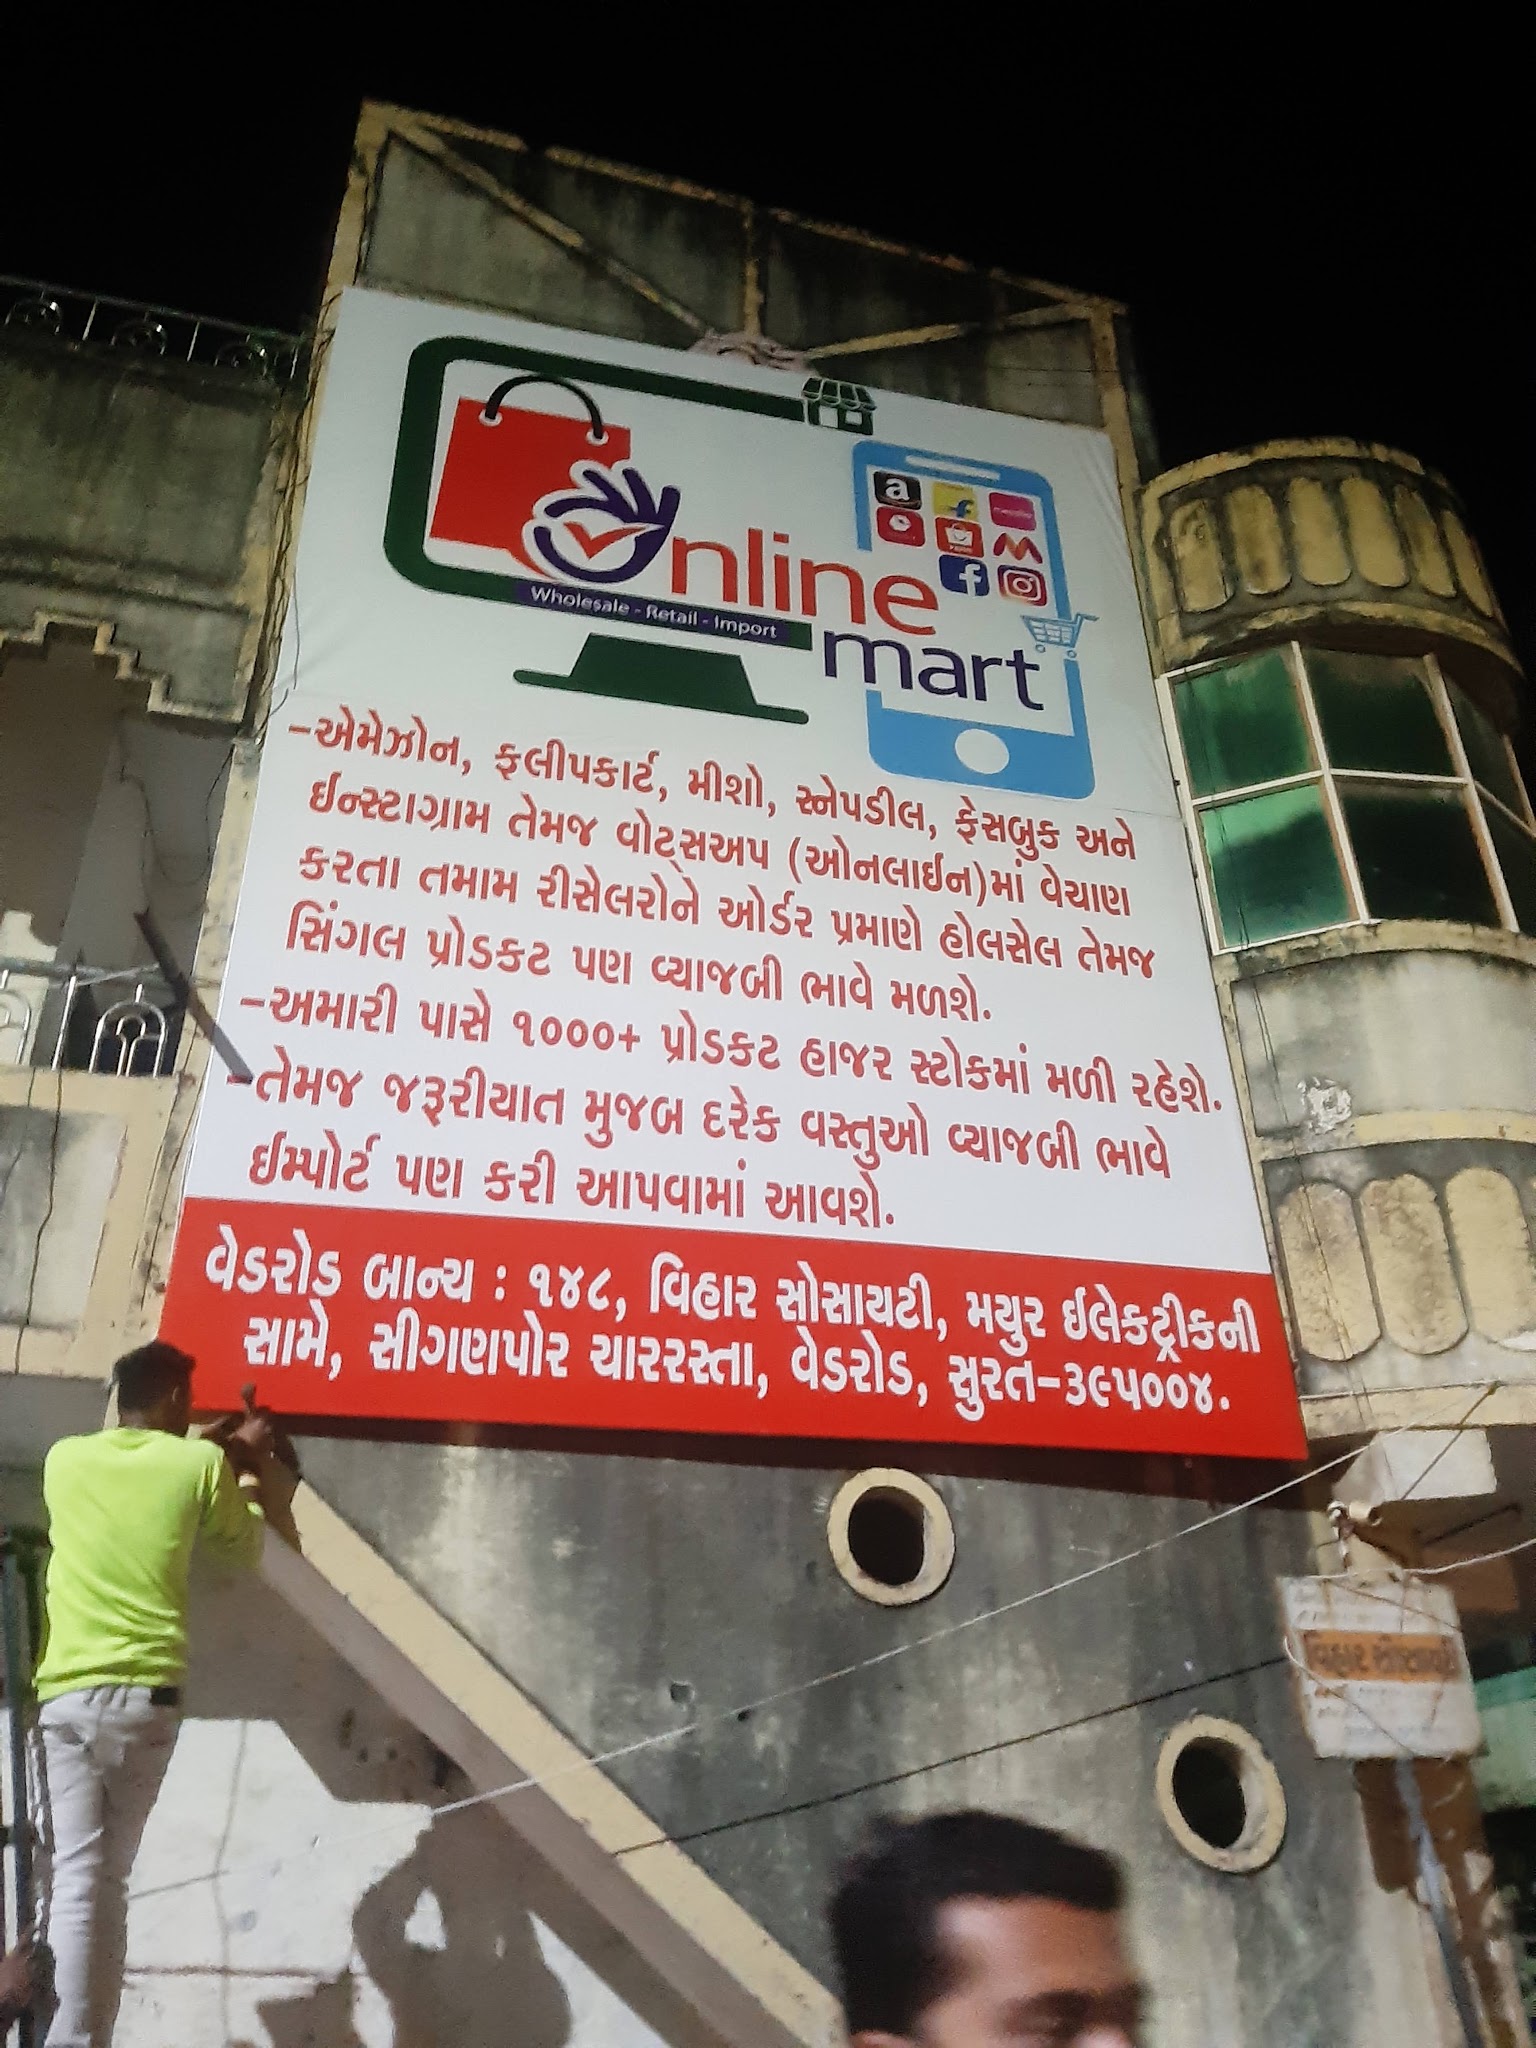 Online
mart
Wholesale - Retail - Import
-એમેઝોન, ફ્લીપકાર્ટ, મીશો, સ્નેપડીલ, ફેસબુક અને
ઈન્સ્ટાગ્રામ તેમજ વોટ્સઅપ (ઓનલાઈન)માં વેચાણ
કરતા તમામ રીસેલરોને ઓર્ડર પ્રમાણે હોલસેલ તેમજ
સિંગલ પ્રોડક્ટ પણ વ્યાજબી ભાવે મળશે.
-અમારી પાસે ૧૦૦૦+ પ્રોડક્ટ હાજર સ્ટોકમાં મળી રહેશે.
-તેમજ જરૂરીયાત મુજબ દરેક વસ્તુઓ વ્યાજબી ભાવે
ઈમ્પોર્ટ પણ કરી આપવામાં આવશે.
વેડરોડ બ્રાન્ચ : ૧૪૮, વિહાર સોસાયટી, મયુર ઈલેક્ટ્રીકની
સામે, સીંગણપોર ચારરસ્તા, વેડરોડ, સુરત-૩૯૫૦૦૪.
વિહાર સોસાયટી